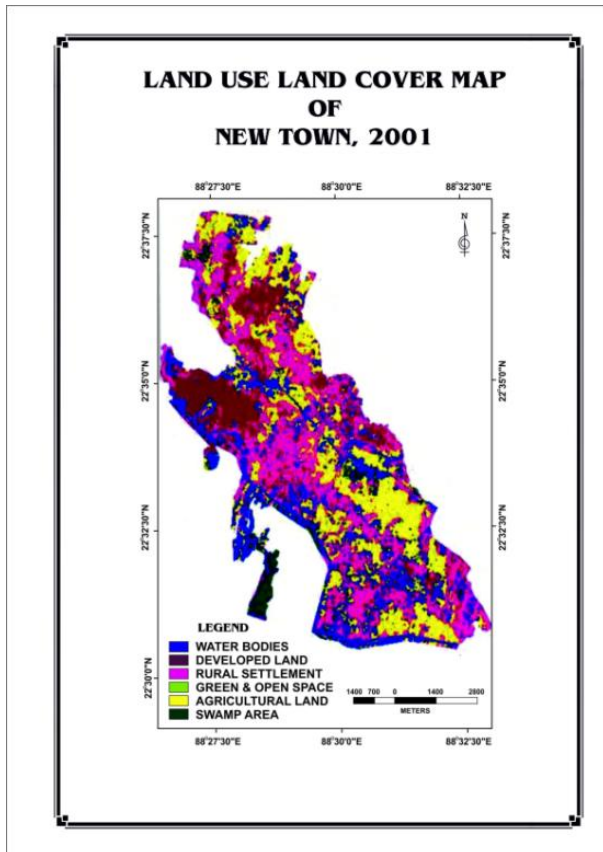 LAND USE LAND COVER MAP
OF
NEW TOWN, 2001
88°27'30"E
88°30'0"E
88°32'30"E
N
22°37'30"N
22°37'30"N
22°35'0"N
22°35'0"N
22°32'30"N
22°32'30"N
22°30'0"N
22°30'0"N
LEGEND
WATER BODIES
DEVELOPED LAND
RURAL SETTLEMENT
GREEN & OPEN SPACE
AGRICULTURAL LAND
SWAMP AREA
1400 700 0 1400 2800
METERS
88°27'30"E
88°30'0"E
88°32'30"E